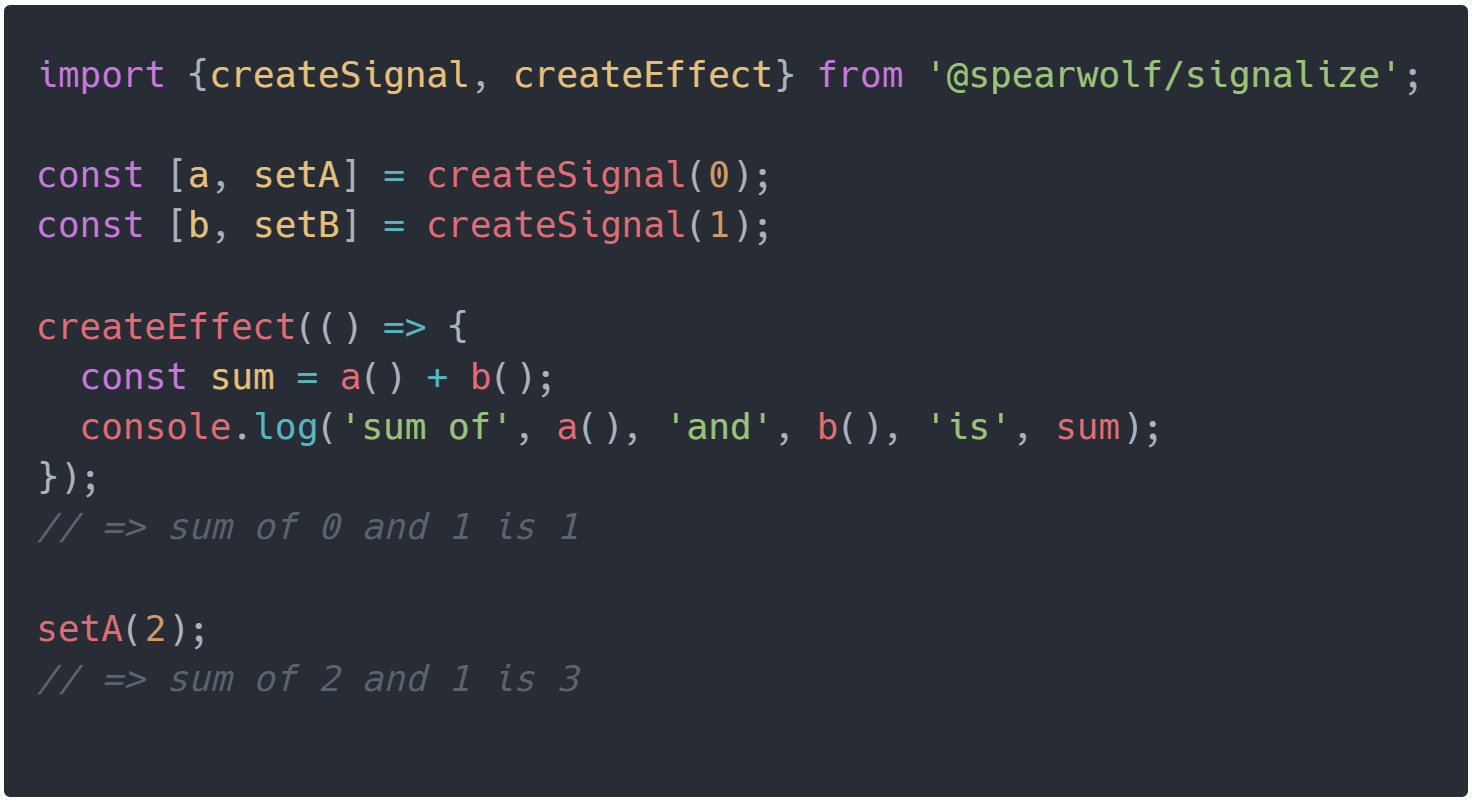 import {createSignal, createEffect} from '@spearwolf/signalize';
const [a, setA] = createSignal(0);
const [b, setB] = createSignal(1);
createEffect(() => {
  const sum = a() + b();
  console.log('sum of', a(), 'and', b(), 'is', sum);
});
// => sum of 0 and 1 is 1
setA(2);
// => sum of 2 and 1 is 3